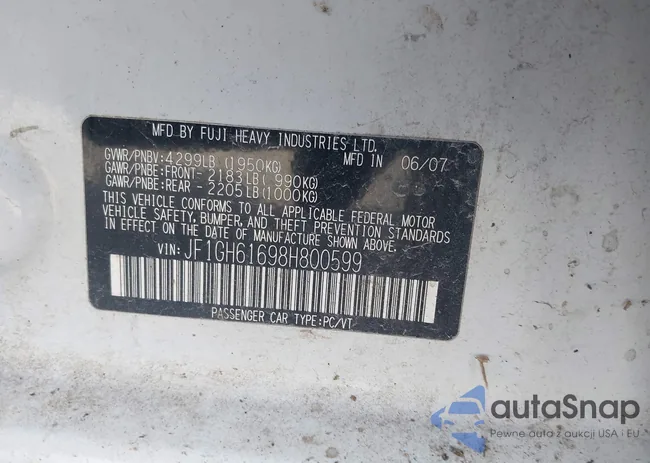 MFD BY FUJI HEAVY INDUSTRIES LTD.
GVWR/PNBV:4299LB (1950KG) MFD IN 06/07
GAWR/PNBE:FRONT- 2183LB( 990KG)
GAWR/PNBE:REAR - 2205LB(1000KG)
THIS VEHICLE CONFORMS TO ALL APPLICABLE FEDERAL MOTOR
VEHICLE SAFETY, BUMPER, AND THEFT PREVENTION STANDARDS
IN EFFECT ON THE DATE OF MANUFACTURE SHOWN ABOVE.
VIN: JF1GH61698H800599
PASSENGER CAR TYPE:PC/VT
autaSnap
Pewne auta z aukcji USA i EU